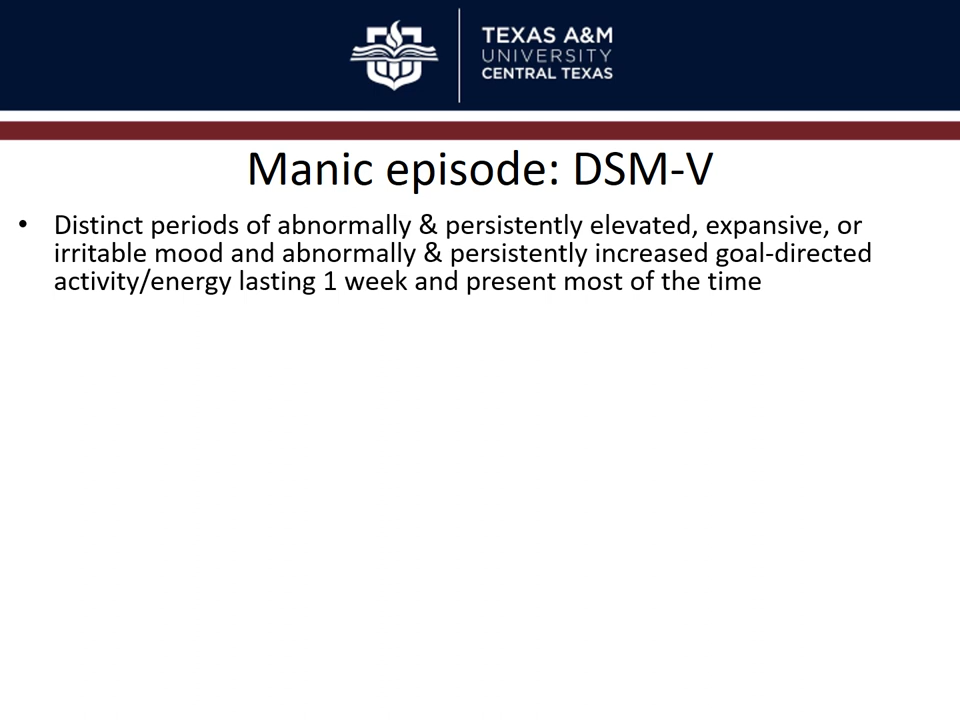 TEXAS A&M
UNIVERSITY
CENTRAL TEXAS
Manic episode: DSM-V
• Distinct periods of abnormally & persistently elevated, expansive, or
irritable mood and abnormally & persistently increased goal-directed
activity/energy lasting 1 week and present most of the time